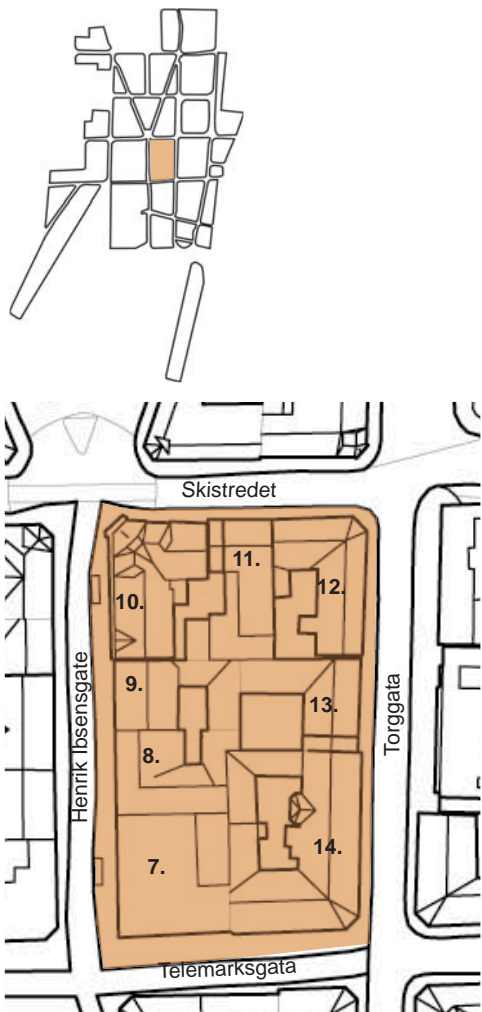 Skistredet
11.
12.
10.
Henrik Ibsensgate
9.
13.
Torggata
8.
7.
14.
Telemarksgata